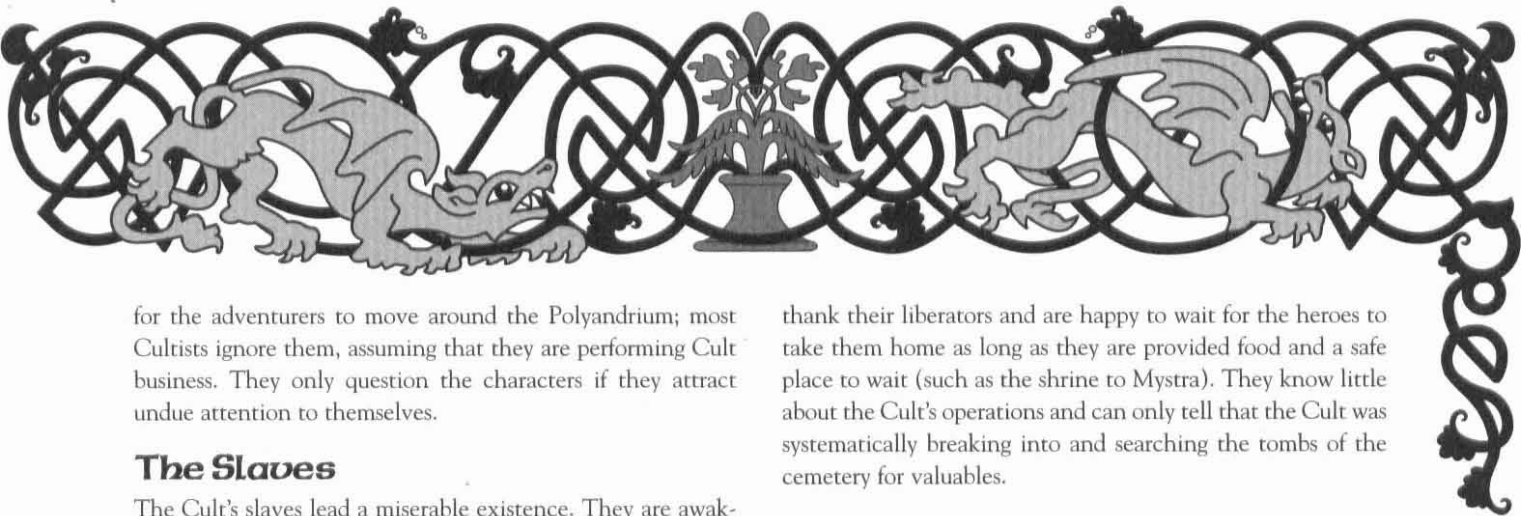 for the adventurers to move around the Polyandrium; most
Cultists ignore them, assuming that they are performing Cult
business. They only question the characters if they attract
undue attention to themselves.
The Slaves
The Cult's slaves lead a miserable existence. They are awak-
thank their liberators and are happy to wait for the heroes to
take them home as long as they are provided food and a safe
place to wait (such as the shrine to Mystra). They know little
about the Cult's operations and can only tell that the Cult was
systematically breaking into and searching the tombs of the
cemetery for valuables.